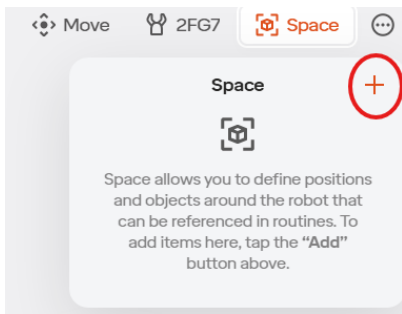 Move 2FG7 Space
Space
Space allows you to define positions
and objects around the robot that
can be referenced in routines. To
add items here, tap the “Add”
button above.